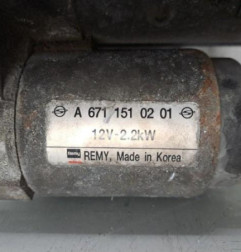 A 671 151 02 01
12V-2.2kW
REMY, Made in Korea